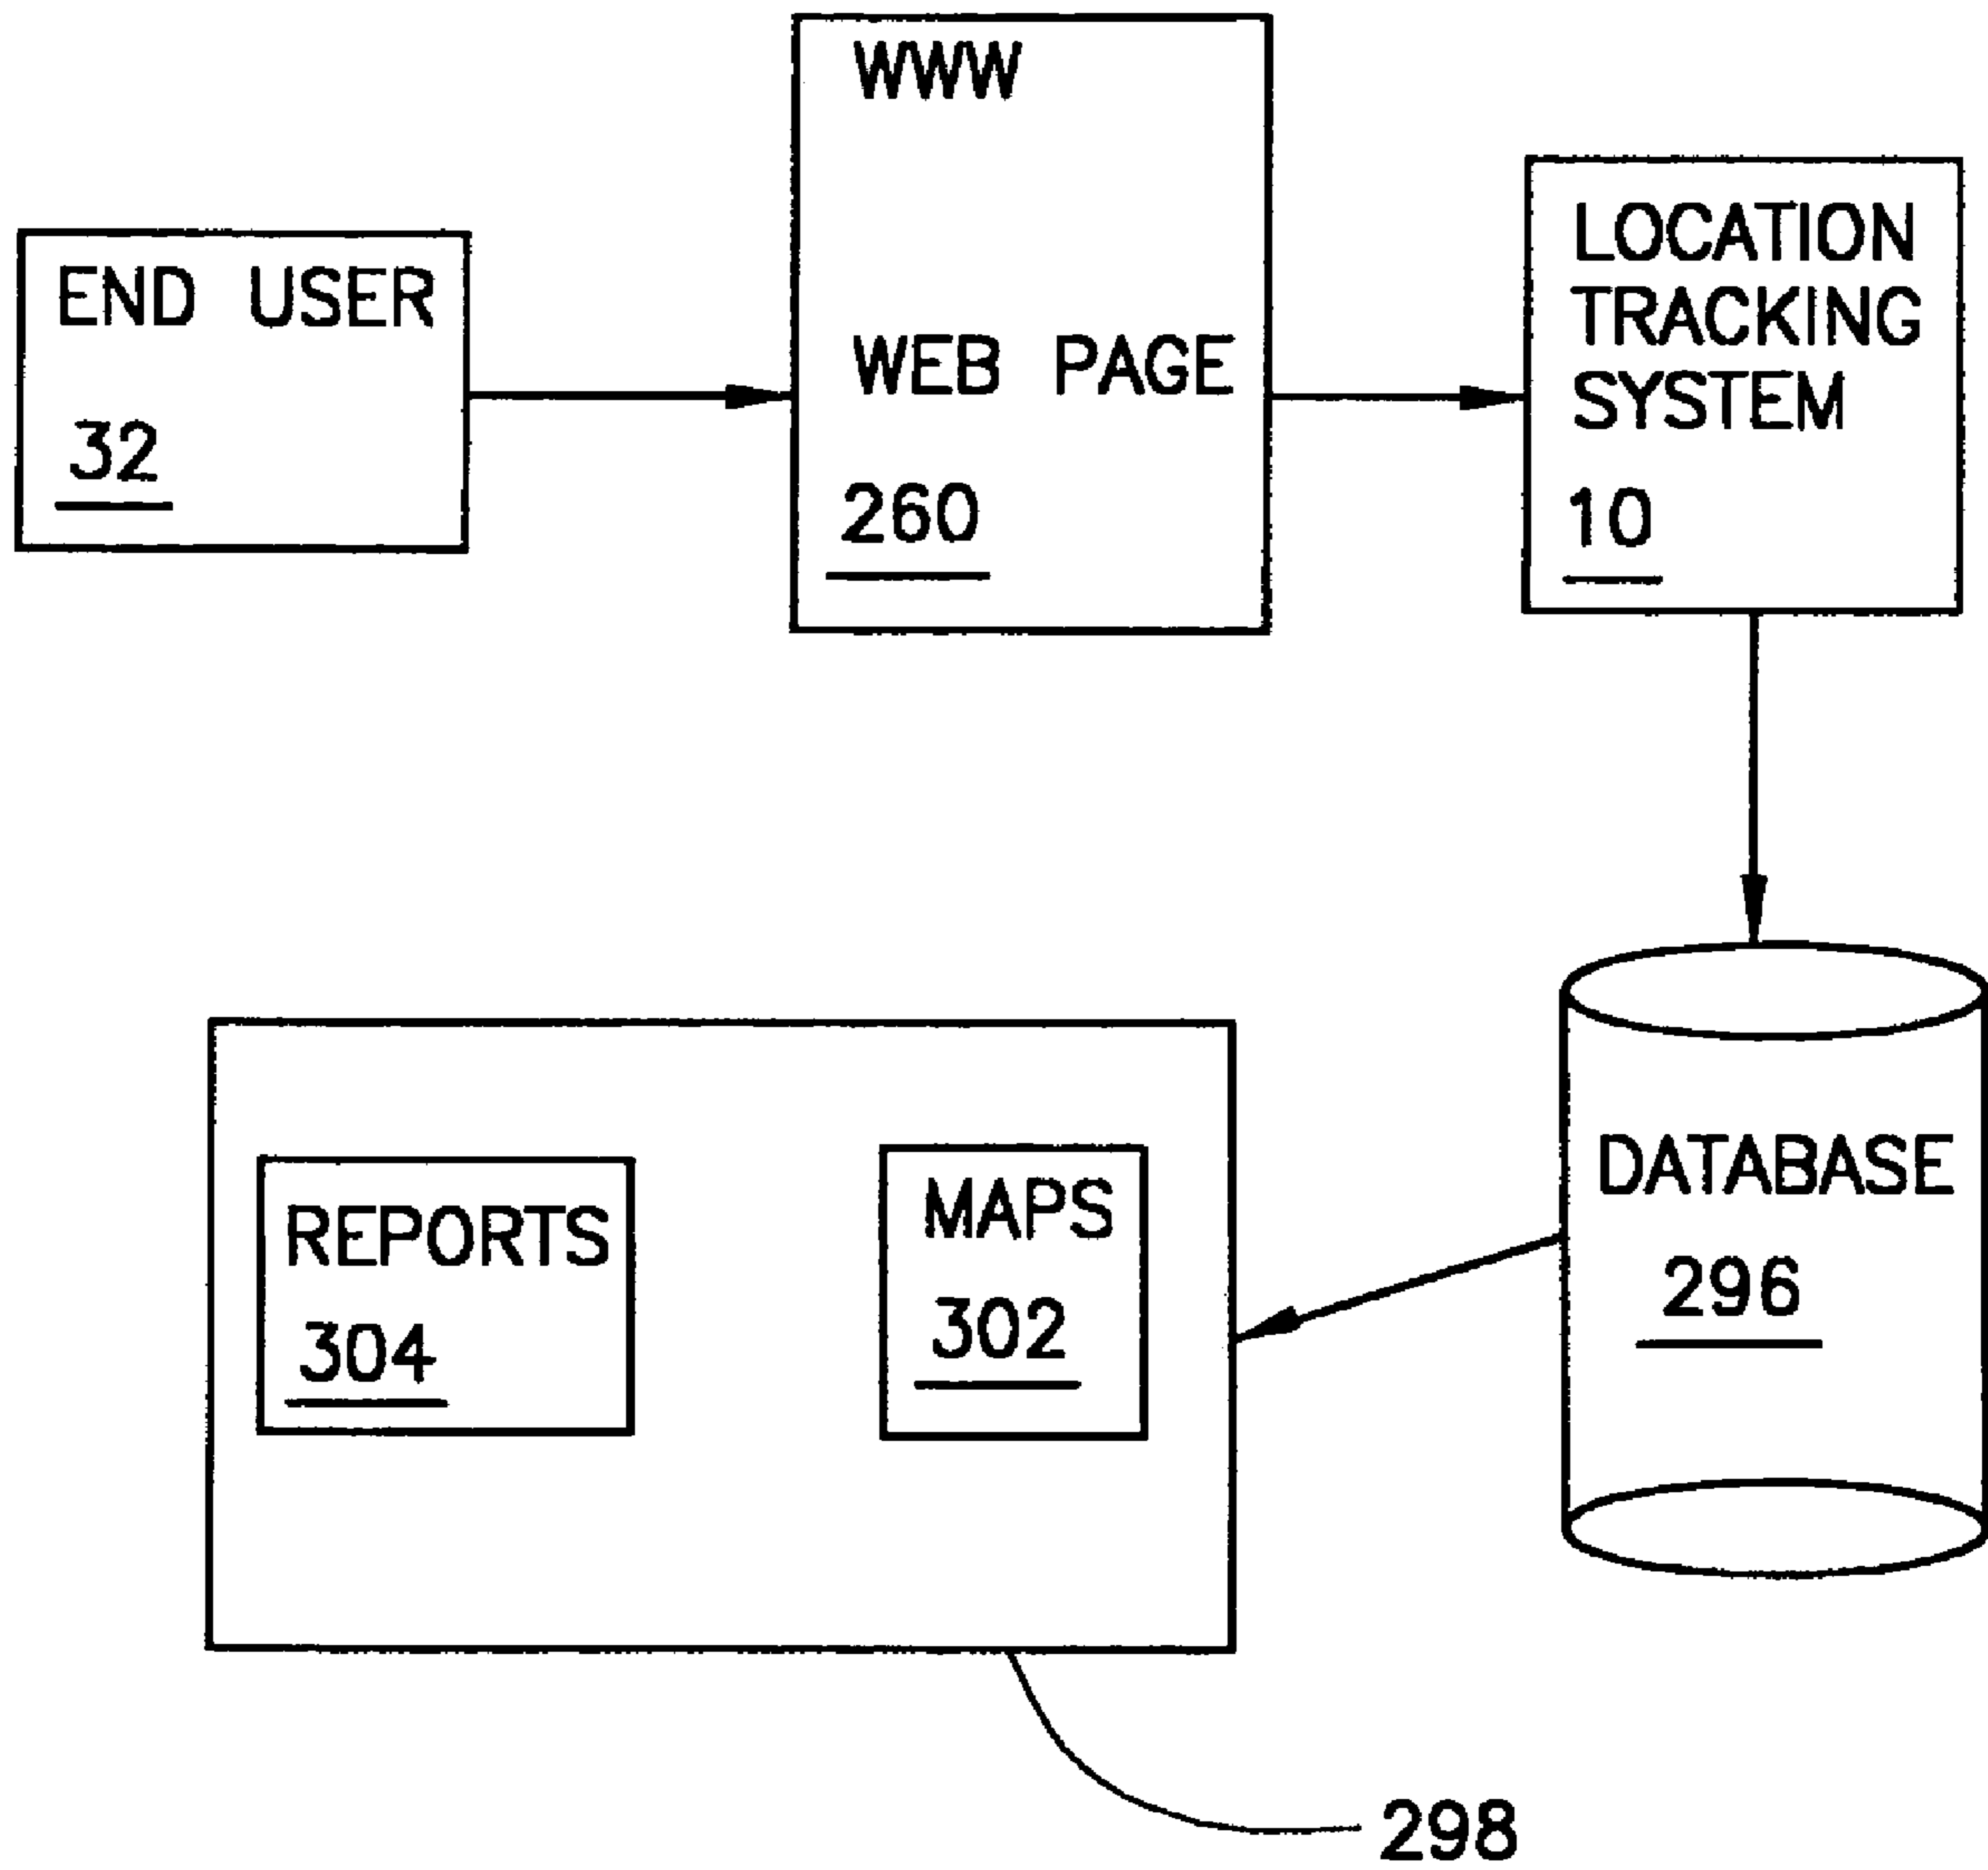 END USER
32
WWW
WEB PAGE
260
LOCATION
TRACKING
SYSTEM
10
REPORTS
304
MAPS
302
DATABASE
296
298